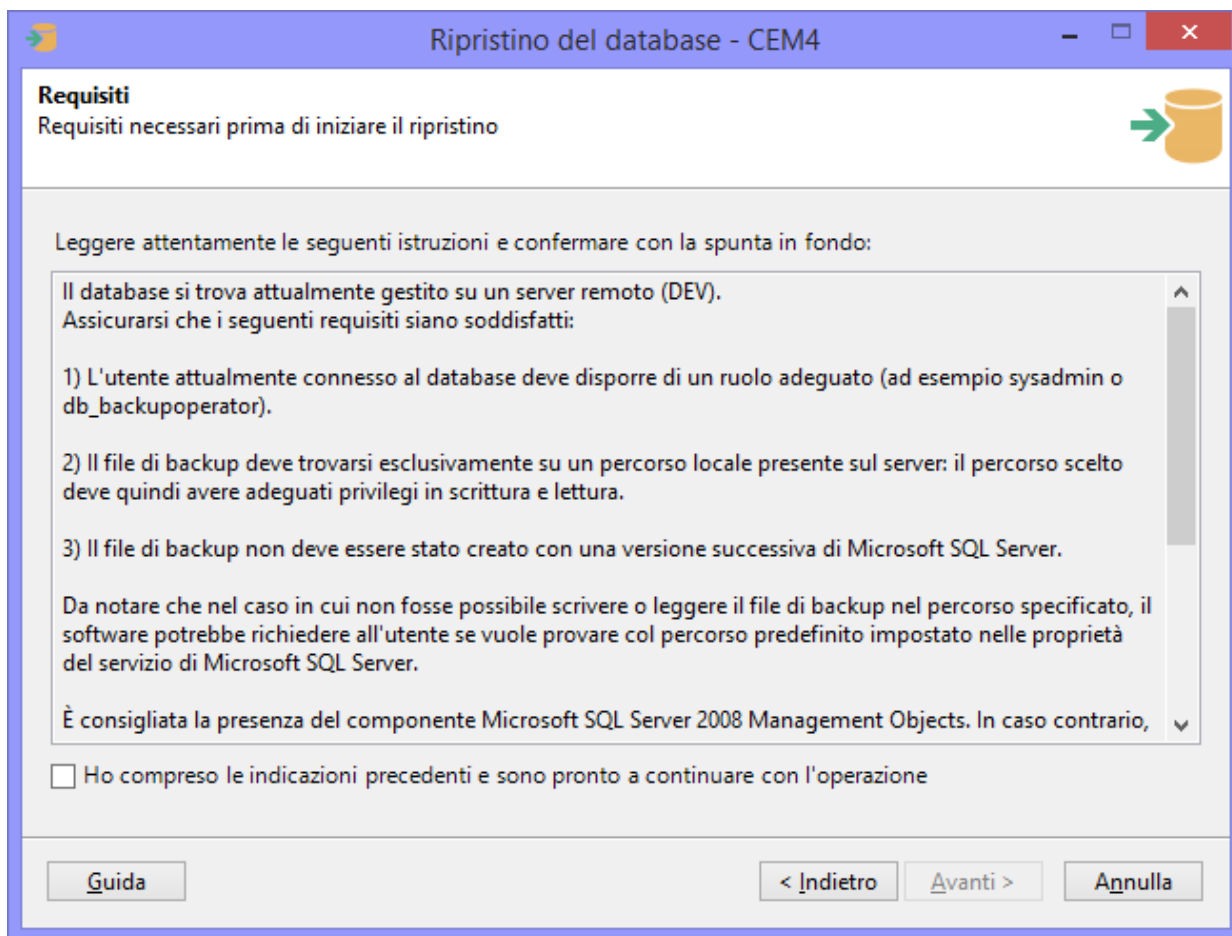 Ripristino del database - CEM4
Requisiti
Requisiti necessari prima di iniziare il ripristino
Leggere attentamente le seguenti istruzioni e confermare con la spunta in fondo:
Il database si trova attualmente gestito su un server remoto (DEV).
Assicurarsi che i seguenti requisiti siano soddisfatti:
1) L'utente attualmente connesso al database deve disporre di un ruolo adeguato (ad esempio sysadmin o
db_backupoperator).
2) Il file di backup deve trovarsi esclusivamente su un percorso locale presente sul server: il percorso scelto
deve quindi avere adeguati privilegi in scrittura e lettura.
3) Il file di backup non deve essere stato creato con una versione successiva di Microsoft SQL Server.
Da notare che nel caso in cui non fosse possibile scrivere o leggere il file di backup nel percorso specificato, il
software potrebbe richiedere all'utente se vuole provare col percorso predefinito impostato nelle proprietà
del servizio di Microsoft SQL Server.
È consigliata la presenza del componente Microsoft SQL Server 2008 Management Objects. In caso contrario,
Ho compreso le indicazioni precedenti e sono pronto a continuare con l'operazione
Guida
< Indietro
Avanti >
Annulla